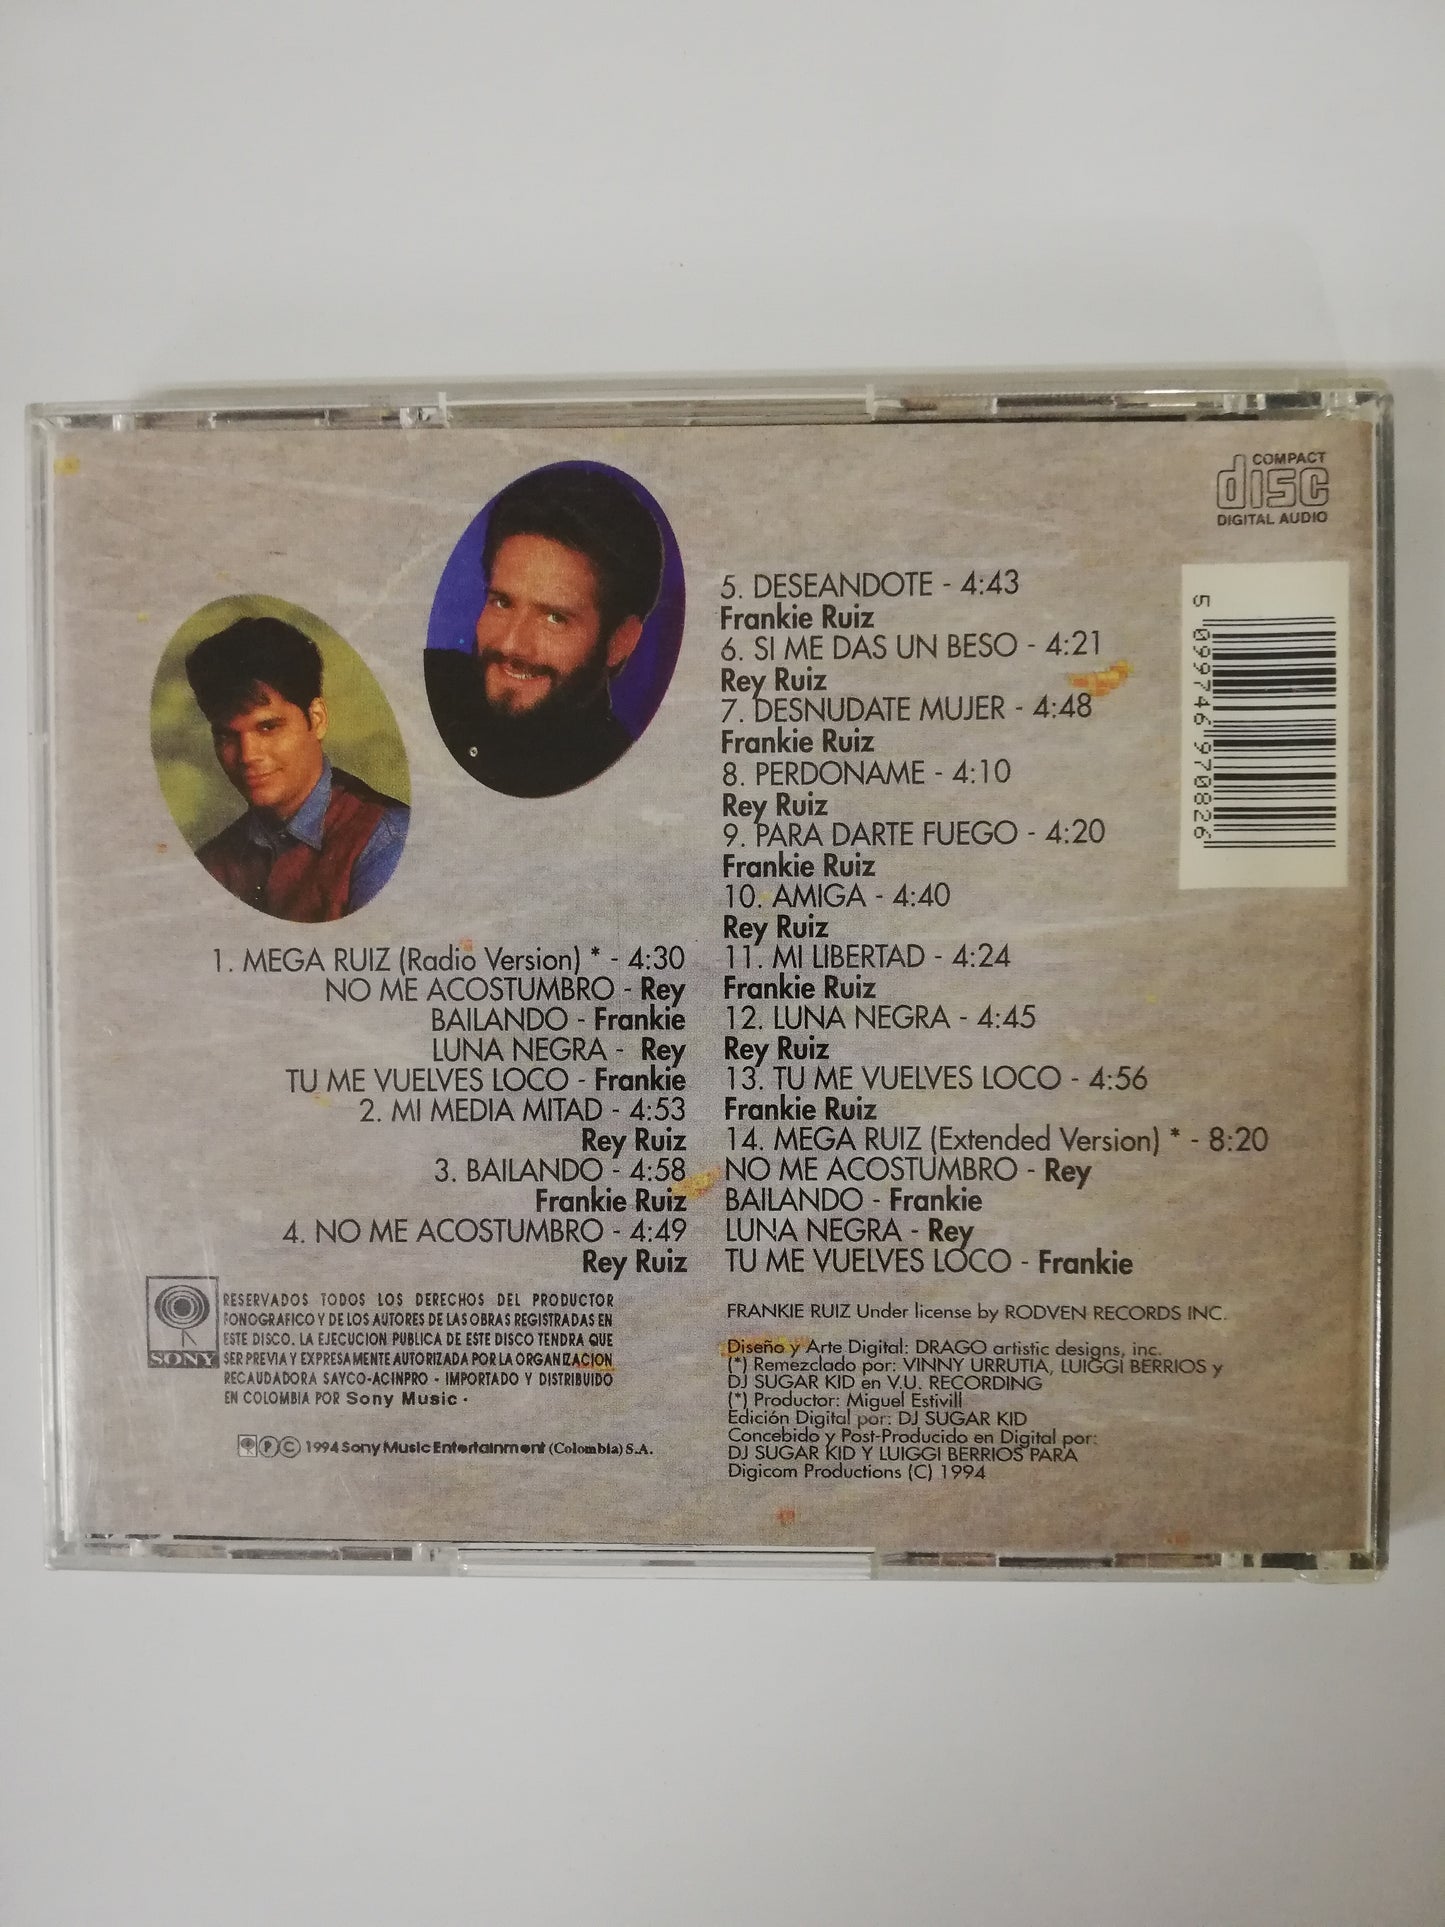 COMPACT
disc
DIGITAL AUDIO
5 099746 970826
1. MEGA RUIZ (Radio Version) * - 4:30
NO ME ACOSTUMBRO - Rey
BAILANDO - Frankie
LUNA NEGRA - Rey
TU ME VUELVES LOCO - Frankie
2. MI MEDIA MITAD - 4:53
Rey Ruiz
3. BAILANDO - 4:58
Frankie Ruiz
4. NO ME ACOSTUMBRO - 4:49
Rey Ruiz
5. DESEANDOTE - 4:43
Frankie Ruiz
6. SI ME DAS UN BESO - 4:21
Rey Ruiz
7. DESNUDATE MUJER - 4:48
Frankie Ruiz
8. PERDONAME - 4:10
Rey Ruiz
9. PARA DARTE FUEGO - 4:20
Frankie Ruiz
10. AMIGA - 4:40
Rey Ruiz
11. MI LIBERTAD - 4:24
Frankie Ruiz
12. LUNA NEGRA - 4:45
Rey Ruiz
13. TU ME VUELVES LOCO - 4:56
Frankie Ruiz
14. MEGA RUIZ (Extended Version) * - 8:20
NO ME ACOSTUMBRO - Rey
BAILANDO - Frankie
LUNA NEGRA - Rey
TU ME VUELVES LOCO - Frankie
SONY
RESERVADOS TODOS LOS DERECHOS DEL PRODUCTOR
FONOGRAFICO Y DE LOS AUTORES DE LAS OBRAS REGISTRADAS EN
ESTE DISCO. LA EJECUCION PUBLICA DE ESTE DISCO TENDRA QUE
SER PREVIA Y EXPRESAMENTE AUTORIZADA POR LA ORGANIZACION
RECAUDADORA SAYCO-ACINPRO - IMPORTADO Y DISTRIBUIDO
EN COLOMBIA POR Sony Music •
Ⓟ Ⓒ 1994 Sony Music Entertainment (Colombia) S.A.
FRANKIE RUIZ Under license by RODVEN RECORDS INC.
Diseño y Arte Digital: DRAGO artistic designs, inc.
(*) Remezclado por: VINNY URRUTIA, LUIGGI BERRIOS y
DJ SUGAR KID en V.U. RECORDING
(*) Productor: Miguel Estivill
Edición Digital por: DJ SUGAR KID
Concebido y Post-Producido en Digital por:
DJ SUGAR KID Y LUIGGI BERRIOS PARA
Digicom Productions (C) 1994